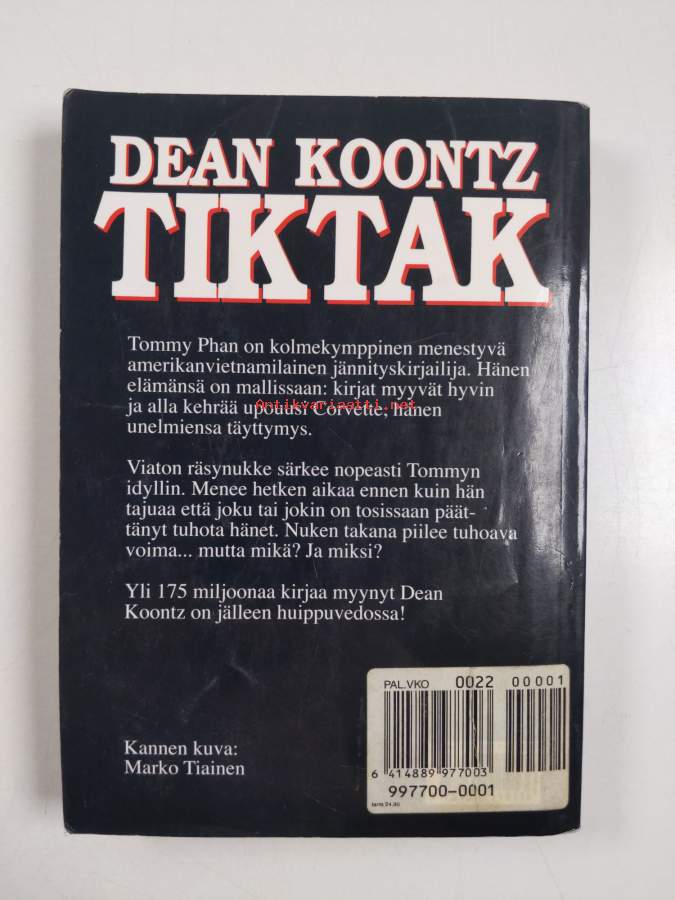 DEAN KOONTZ
TIKTAK
Tommy Phan on kolmekymppinen menestyvä
amerikanvietnamilainen jännityskirjailija. Hänen
elämänsä on mallissaan: kirjat myyvät hyvin
ja alla kehrää upouusi Corvette, hänen
unelmiensa täyttymys.
Antikvariaatti.net
Viaton räsynukke särkee nopeasti Tommyn
idyllin. Menee hetken aikaa ennen kuin hän
tajuaa että joku tai jokin on tosissaan päät-
tänyt tuhota hänet. Nuken takana piilee tuhoava
voima... mutta mikä? Ja miksi?
Yli 175 miljoonaa kirjaa myynyt Dean
Koontz on jälleen huippuvedossa!
Kannen kuva:
Marko Tiainen
PAL.VKO 0022 00001
6 414889 977003
997700-0001